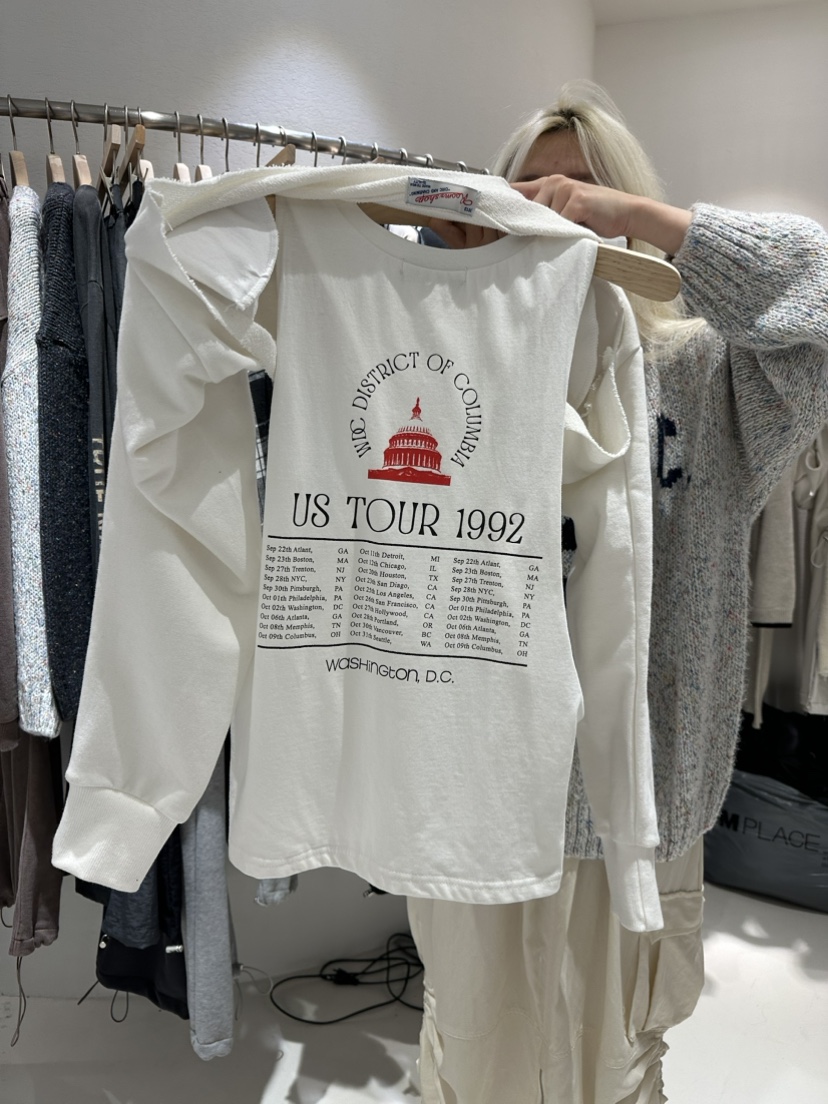 Room&shop
WDC DISTRICT OF COLUMBIA
US TOUR 1992
Sep 22th Atlant, GA
Sep 23th Boston, MA
Sep 27th Trenton, NJ
Sep 28th NYC, NY
Sep 30th Pittsburgh, PA
Oct 01th Philadelphia, PA
Oct 02th Washington, DC
Oct 06th Atlanta, GA
Oct 08th Memphis, TN
Oct 09th Columbus, OH
Oct 11th Detroit, MI
Oct 12th Chicago, IL
Oct 20th Houston, TX
Oct 23th San Diego, CA
Oct 25th Los Angeles, CA
Oct 26th San Francisco, CA
Oct 27th Hollywood, CA
Oct 28th Portland, OR
Oct 30th Vancouver, BC
Oct 31th Seattle, WA
Sep 22th Atlant, GA
Sep 23th Boston, MA
Sep 27th Trenton, NJ
Sep 28th NYC, NY
Sep 30th Pittsburgh, PA
Oct 01th Philadelphia, PA
Oct 02th Washington, DC
Oct 06th Atlanta, GA
Oct 08th Memphis, TN
Oct 09th Columbus, OH
Washington, D.C.
M PLACE